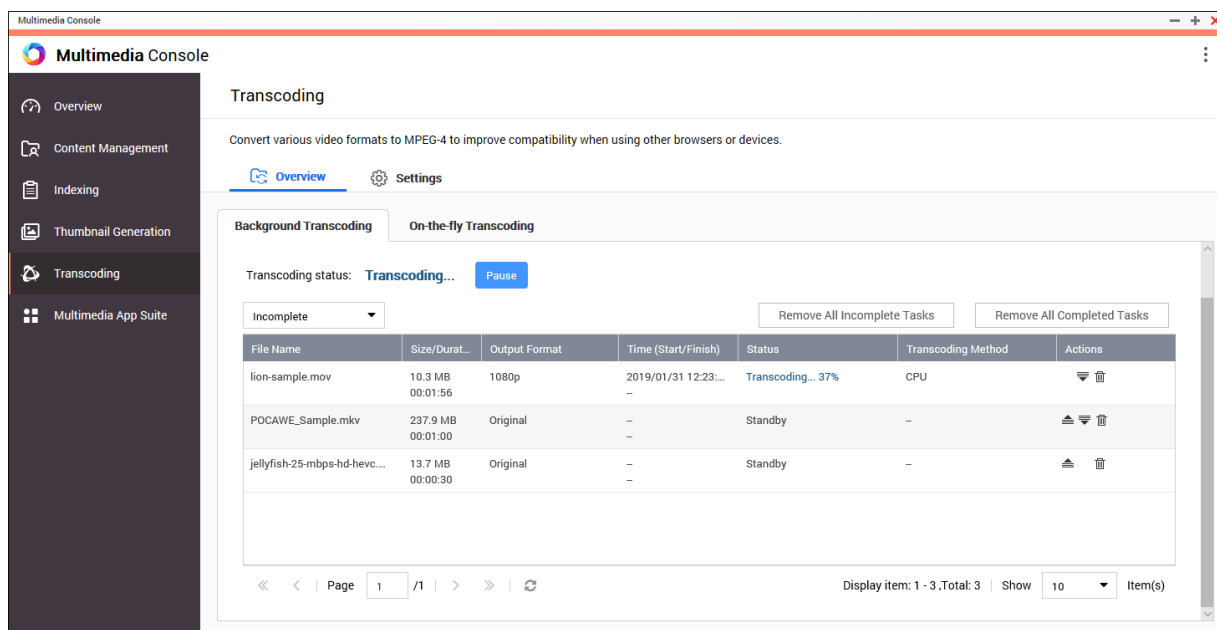 Multimedia Console
Multimedia Console
Overview
Content Management
Indexing
Thumbnail Generation
Transcoding
Multimedia App Suite
Transcoding
Convert various video formats to MPEG-4 to improve compatibility when using other browsers or devices.
Overview Settings
Background Transcoding On-the-fly Transcoding
Transcoding status: Transcoding... Pause
Incomplete Remove All Incomplete Tasks Remove All Completed Tasks
File Name Size/Durat... Output Format Time (Start/Finish) Status Transcoding Method Actions
lion-sample.mov 10.3 MB 1080p 2019/01/31 12:23:... Transcoding... 37% CPU
00:01:56 --
POCAWE_Sample.mkv 237.9 MB Original -- Standby --
00:01:00 --
jellyfish-25-mbps-hd-hevc.... 13.7 MB Original -- Standby --
00:00:30 --
Page 1 /1 Display item: 1 - 3 ,Total: 3 Show 10 Item(s)